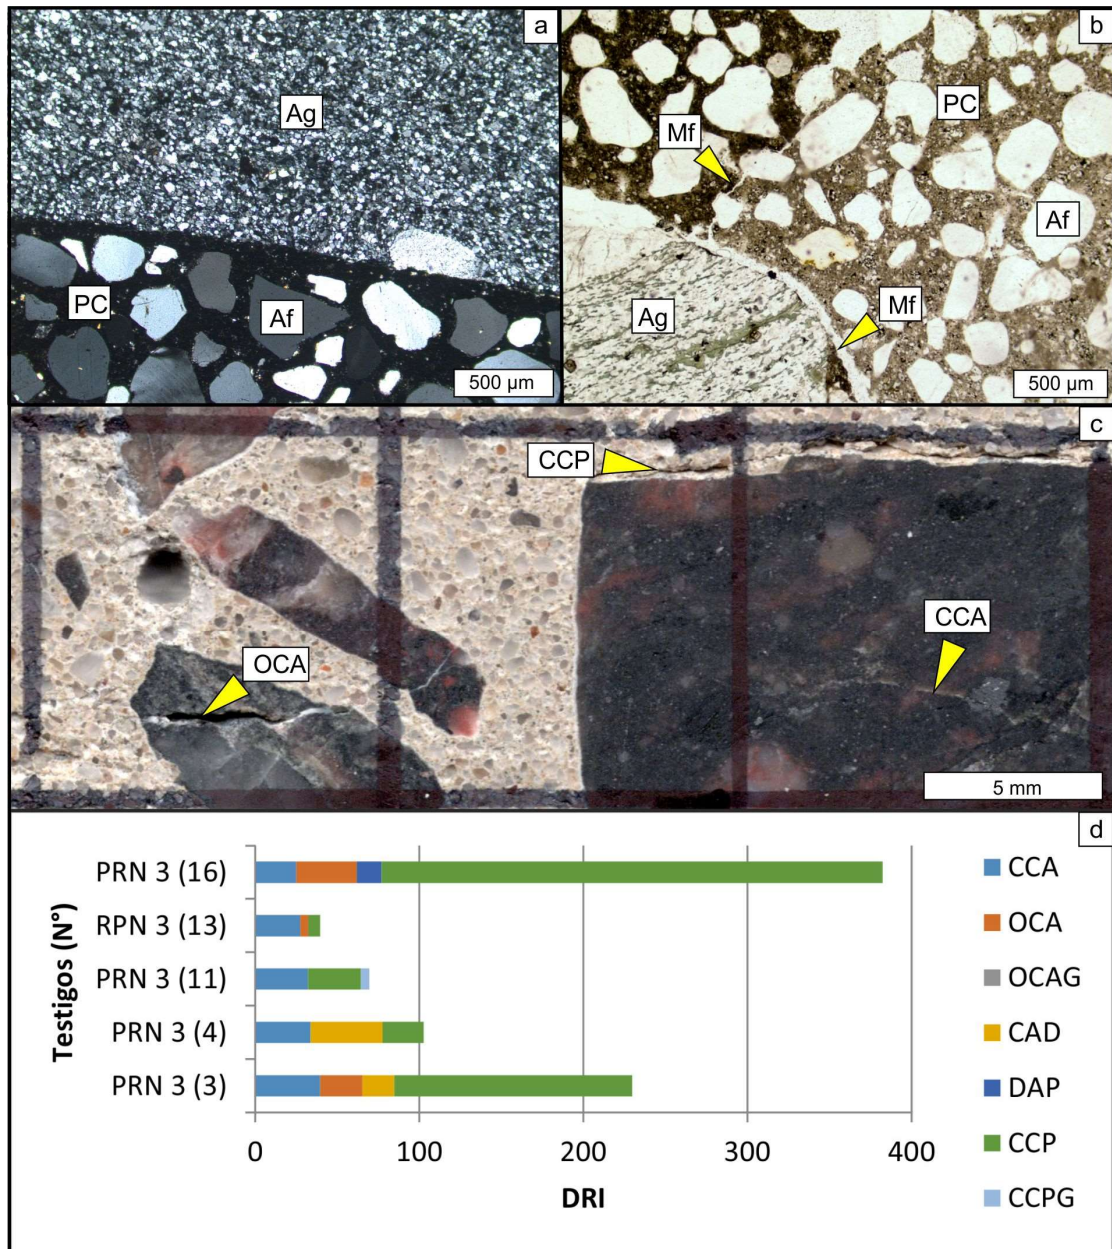 a
Ag
PC
Af
500 µm
b
PC
Mf
Af
Ag
Mf
500 µm
c
CCP
CCA
OCA
5 mm
d
Testigos (N°)
PRN 3 (16)
RPN 3 (13)
PRN 3 (11)
PRN 3 (4)
PRN 3 (3)
0 100 200 300 400
DRI
CCA
OCA
OCAG
CAD
DAP
CCP
CCPG